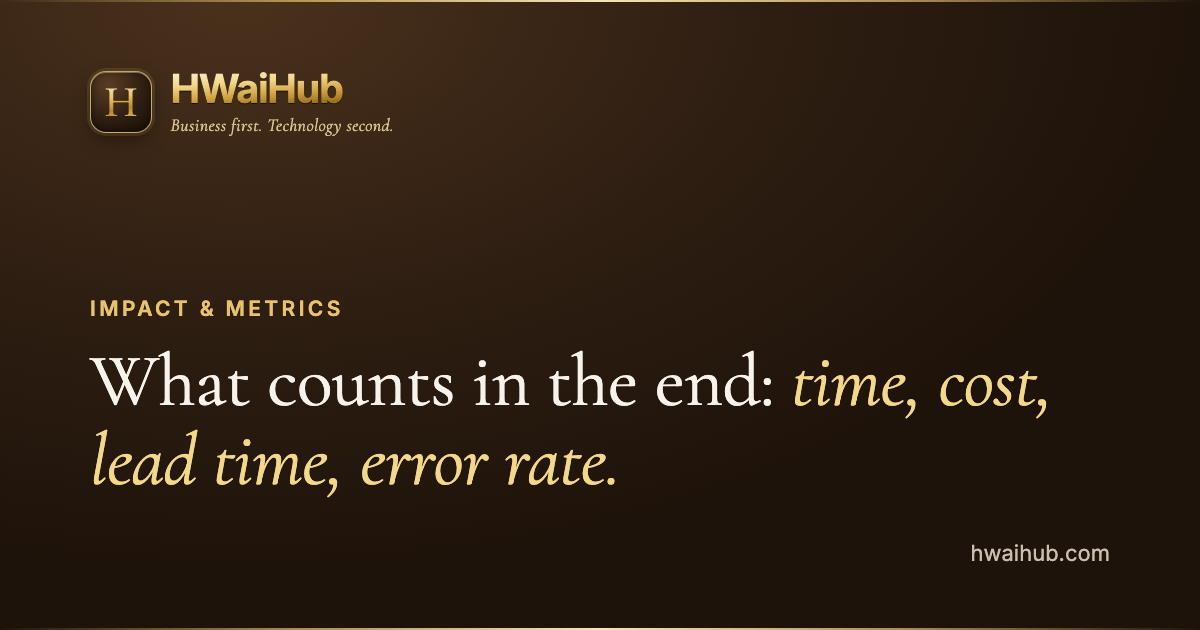 H
HWaiHub
Business first. Technology second.
IMPACT & METRICS
What counts in the end: time, cost,
lead time, error rate.
hwaihub.com